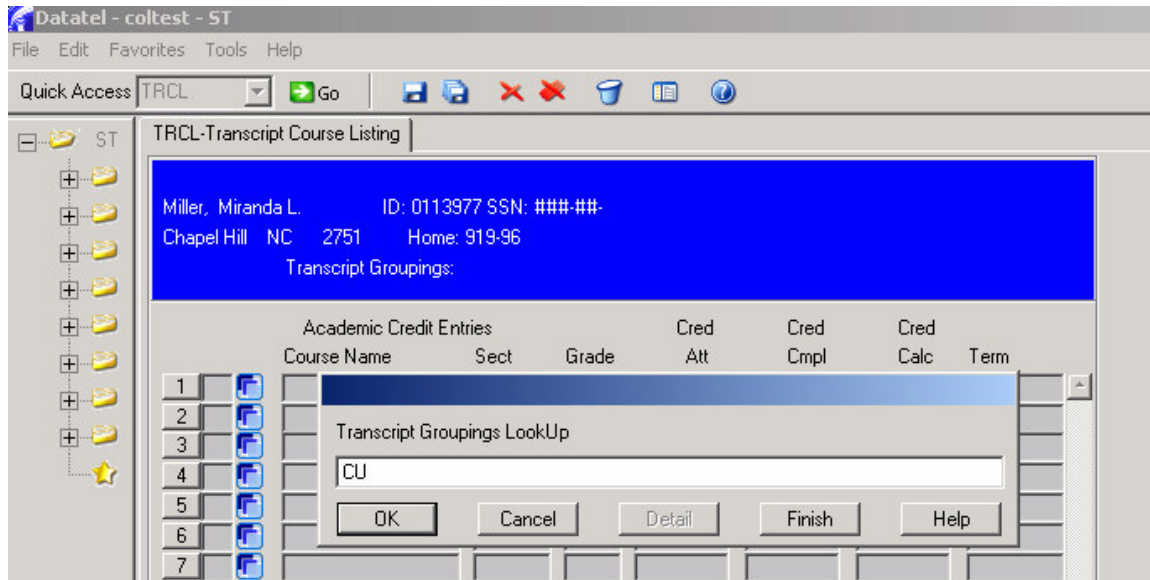 Datatel - coltest - ST
File Edit Favorites Tools Help
Quick Access TRCL Go
ST
TRCL-Transcript Course Listing
Miller, Miranda L. ID: 0113977 SSN: ###-##-
Chapel Hill NC 2751 Home: 919-96
Transcript Groupings:
Academic Credit Entries Cred Cred Cred
Course Name Sect Grade Att Cmpl Calc Term
1
2
Transcript Groupings LookUp
3
4
CU
5
OK Cancel Detail Finish Help
6
7